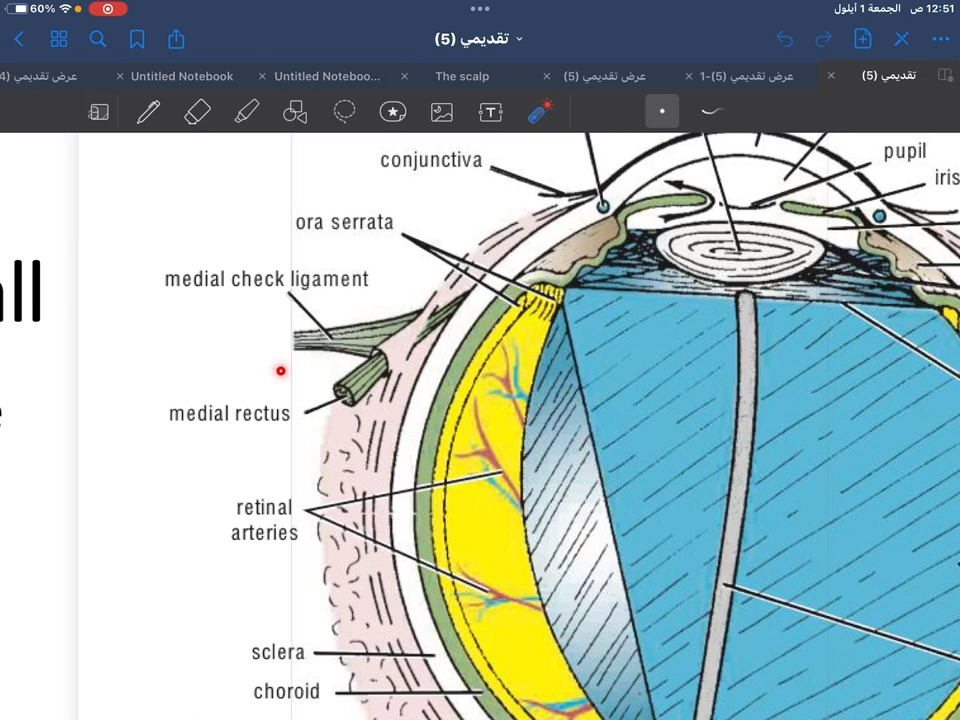 60%
الجمعة 1 أيلول 12:51 ص
تقديمي (5)
عرض تقديمي (4
Untitled Notebook
Untitled Noteboo...
The scalp
عرض تقديمي (5)
عرض تقديمي (5)-1
تقديمي (5)
T
conjunctiva
pupil
iris
ora serrata
medial check ligament
all
medial rectus
retinal
arteries
sclera
choroid